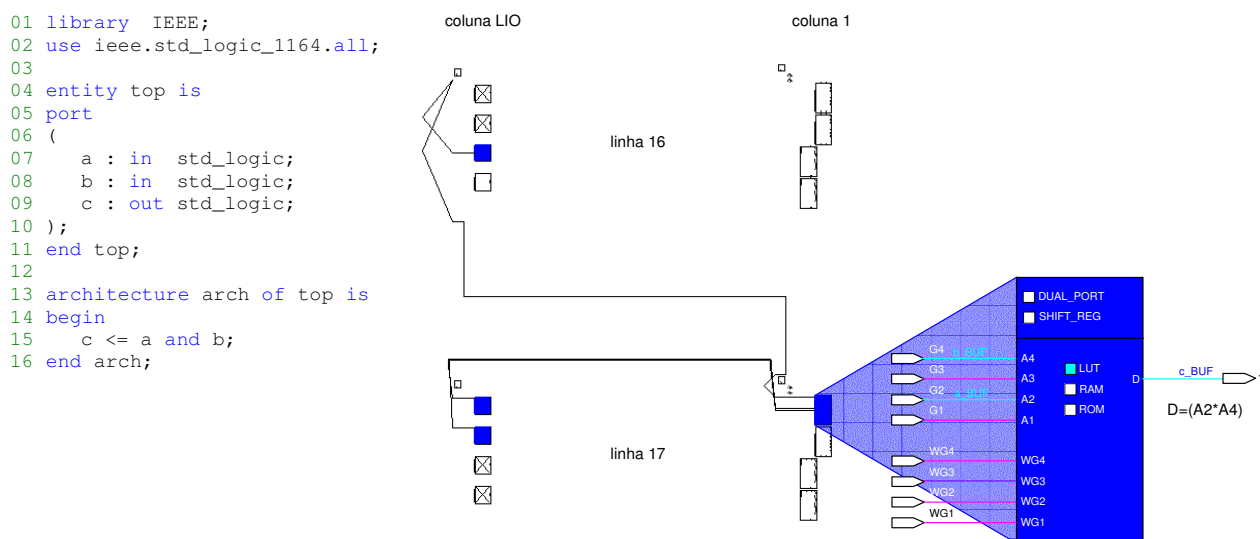 01 library  IEEE;
02 use ieee.std_logic_1164.all;
03
04 entity top is
05 port
06 (
07    a : in  std_logic;
08    b : in  std_logic;
09    c : out std_logic;
10 );
11 end top;
12
13 architecture arch of top is
14 begin
15    c <= a and b;
16 end arch;
coluna LIO
coluna 1
linha 16
linha 17
DUAL_PORT
SHIFT_REG
G4
b_BUF
A4
G3
A3
G2
a_BUF
A2
G1
A1
LUT
RAM
ROM
D
c_BUF
D=(A2*A4)
WG4
WG4
WG3
WG3
WG2
WG2
WG1
WG1